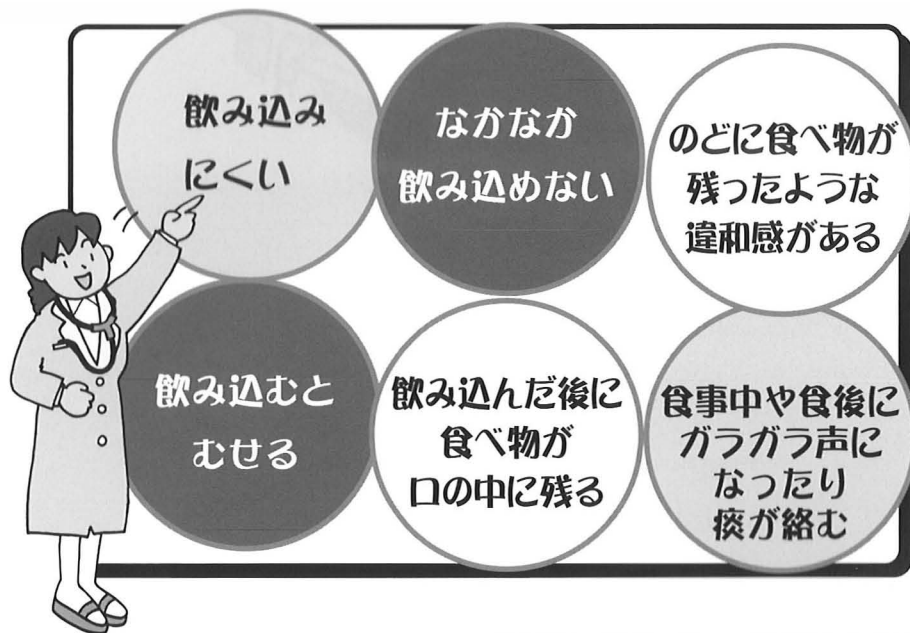 飲み込み
にくい
なかなか
飲み込めない
のどに食べ物が
残ったような
違和感がある
飲み込むと
むせる
飲み込んだ後に
食べ物が
口の中に残る
食事中や食後に
ガラガラ声に
なったり
痰が絡む